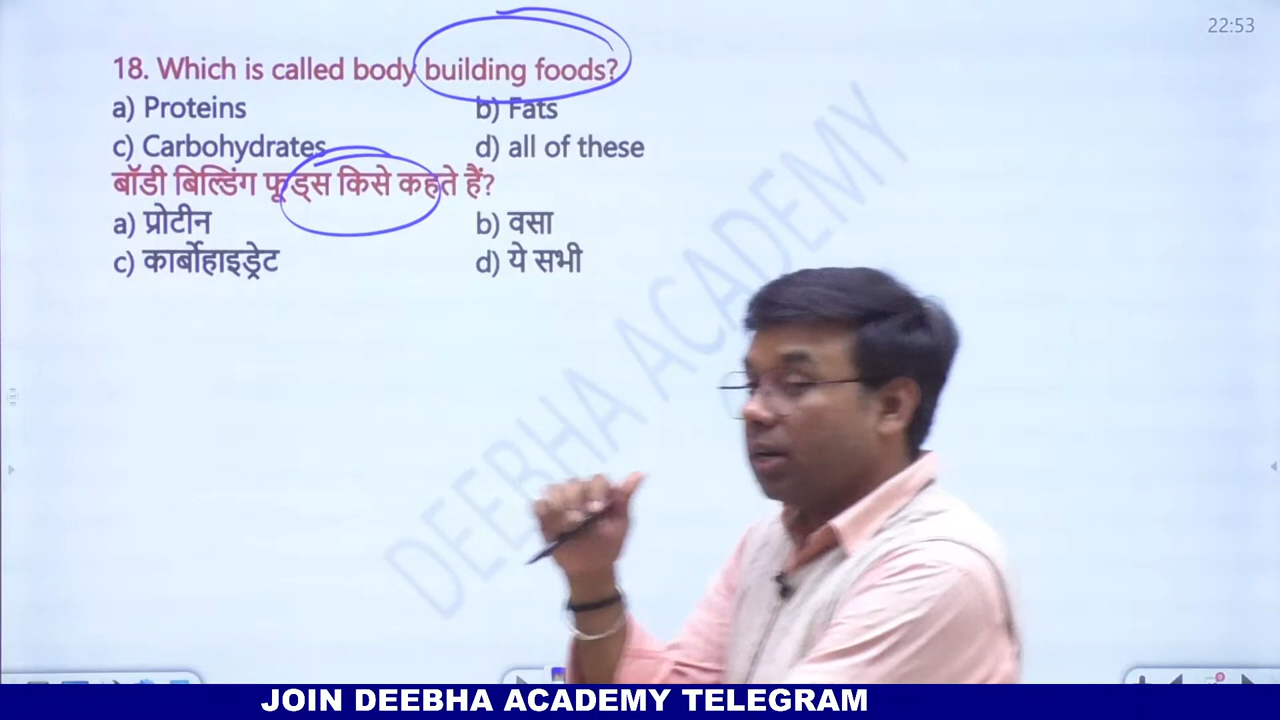 22:53
18. Which is called body building foods?
a) Proteins b) Fats
c) Carbohydrates d) all of these
बॉडी बिल्डिंग फूड्स किसे कहते हैं?
a) प्रोटीन b) वसा
c) कार्बोहाइड्रेट d) ये सभी
DEEBHA ACADEMY
JOIN DEEBHA ACADEMY TELEGRAM